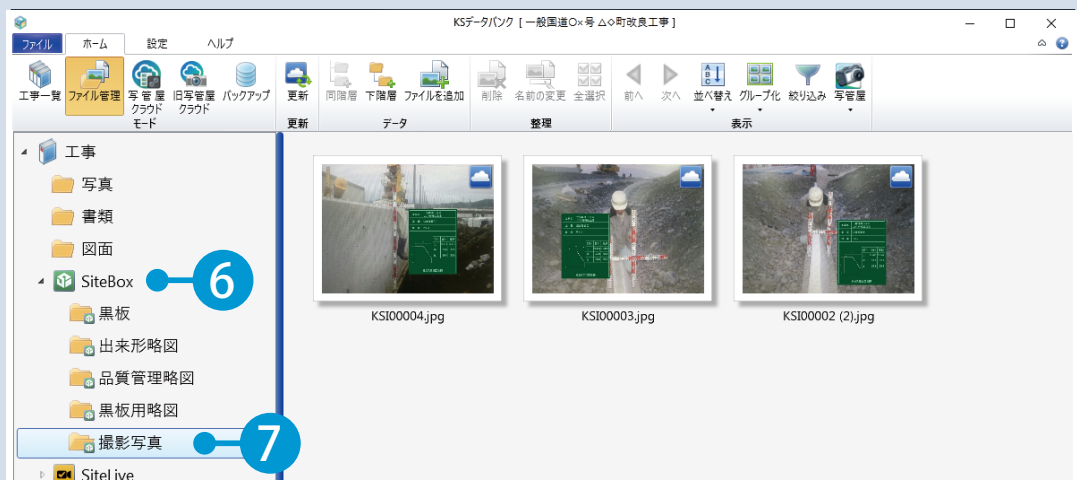 KSデータバンク [ 一般国道○×号 △◇町改良工事 ]
ファイル ホーム 設定 ヘルプ
工事一覧 ファイル管理 写管屋 クラウド 旧写管屋 クラウド バックアップ 更新 同階層 下階層 ファイルを追加 削除 名前の変更 全選択 前へ 次へ 並べ替え グループ化 絞り込み 写管屋
モード 更新 データ 整理 表示
工事
写真
書類
図面
SiteBox 6
黒板
出来形略図
品質管理略図
黒板用略図
撮影写真 7
SiteLive
KSI00004.jpg KSI00003.jpg KSI00002 (2).jpg